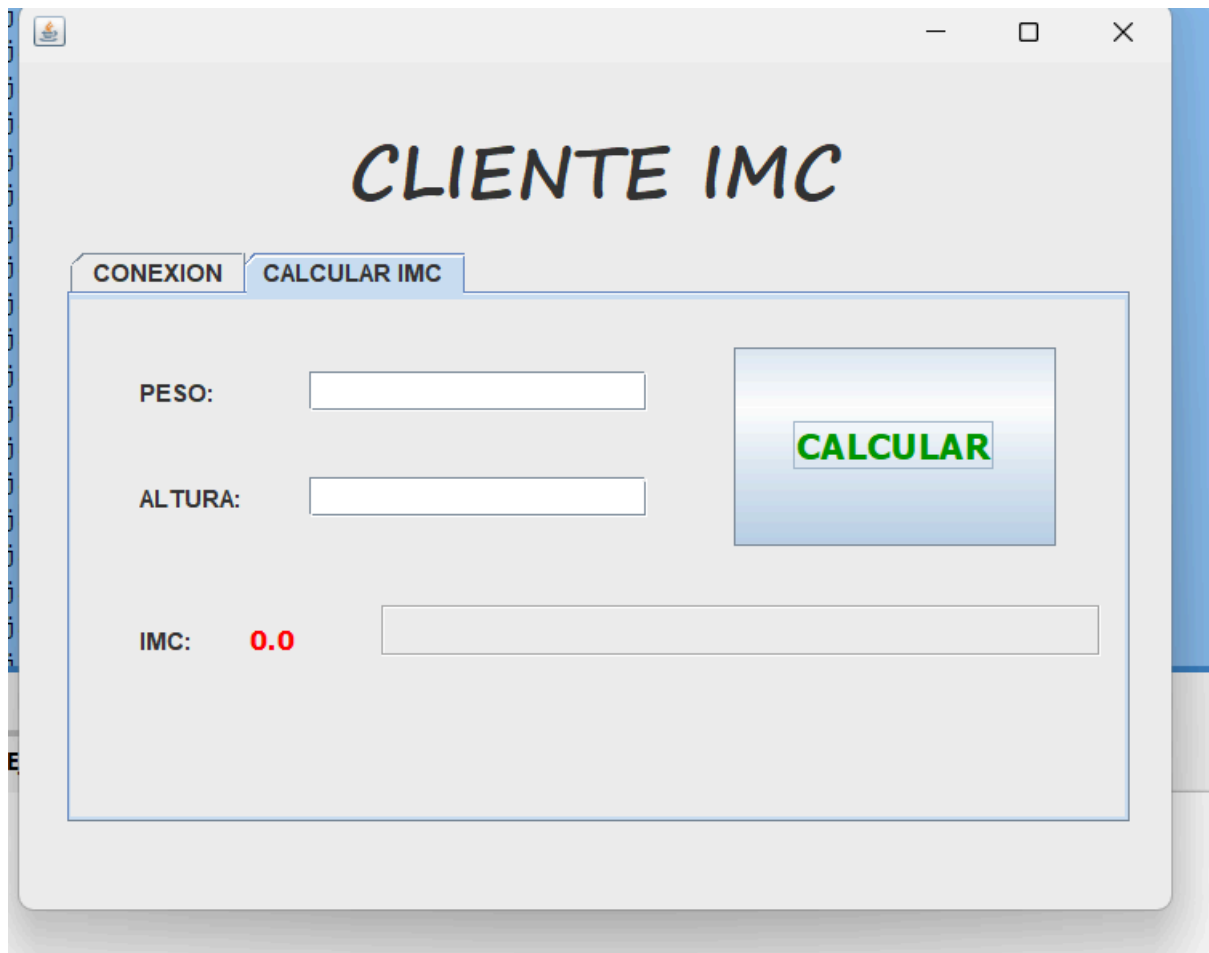 CLIENTE IMC
CONEXION CALCULAR IMC
PESO:
CALCULAR
ALTURA:
IMC: 0.0